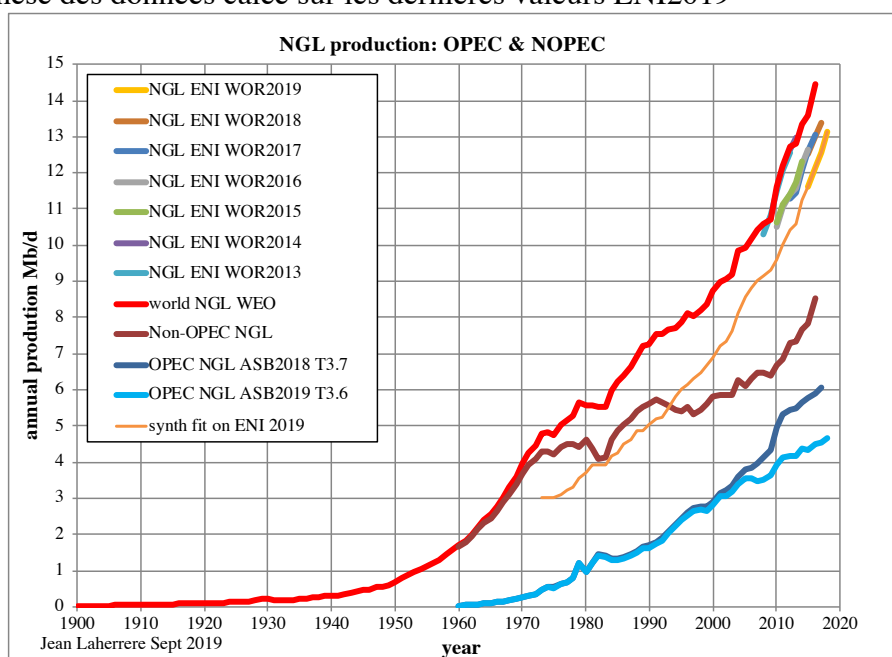 NGL production: OPEC & NOPEC
15
14
13
12
11
10
9
8
7
6
5
4
3
2
1
0
annual prodution Mb/d
NGL ENI WOR2019
NGL ENI WOR2018
NGL ENI WOR2017
NGL ENI WOR2016
NGL ENI WOR2015
NGL ENI WOR2014
NGL ENI WOR2013
world NGL WEO
Non-OPEC NGL
OPEC NGL ASB2018 T3.7
OPEC NGL ASB2019 T3.6
synth fit on ENI 2019
1900 1910 1920 1930 1940 1950 1960 1970 1980 1990 2000 2010 2020
Jean Laherrere Sept 2019
year